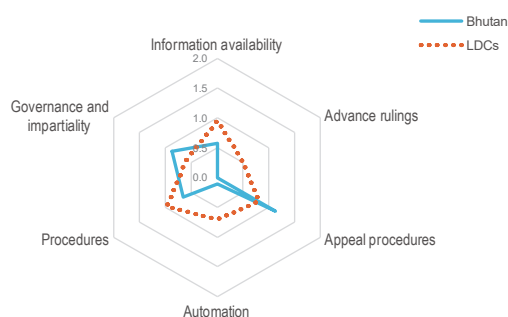 Bhutan
LDCs
Information availability
2.0
1.5
1.0
0.5
0.0
Governance and
impartiality
Advance rulings
Procedures
Appeal procedures
Automation